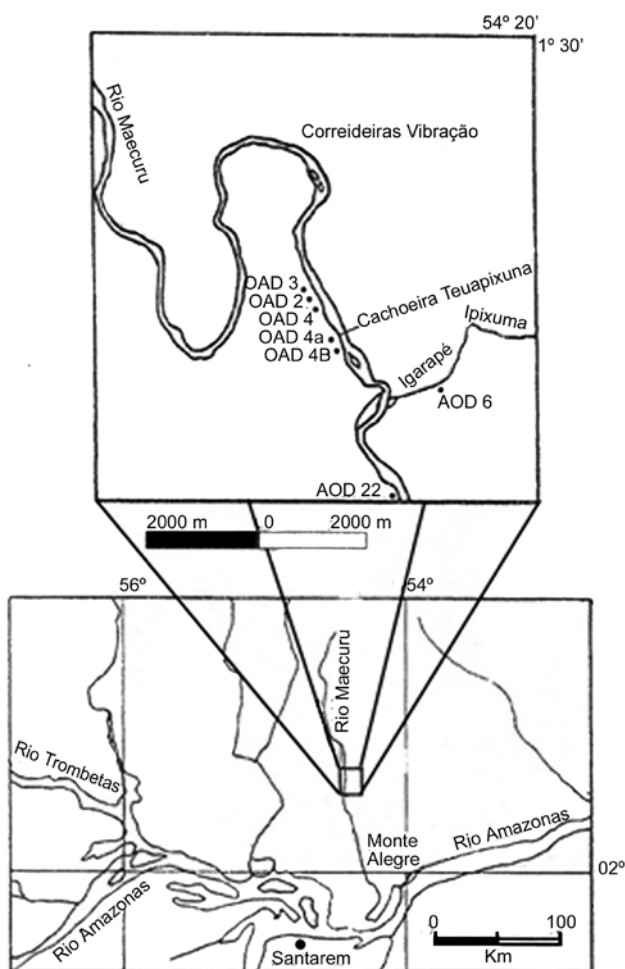 54º 20'
1º 30'
Rio Maecuru
Correideiras Vibração
OAD 3
OAD 2
OAD 4
OAD 4a
OAD 4B
Cachoeira Teuapixuna
Igarapé
Ipixuma
AOD 6
AOD 22
2000 m
0
2000 m
56º
54º
Rio Maecuru
Rio Trombetas
Rio Amazonas
Monte
Alegre
Rio Amazonas
02º
Santarem
0
100
Km